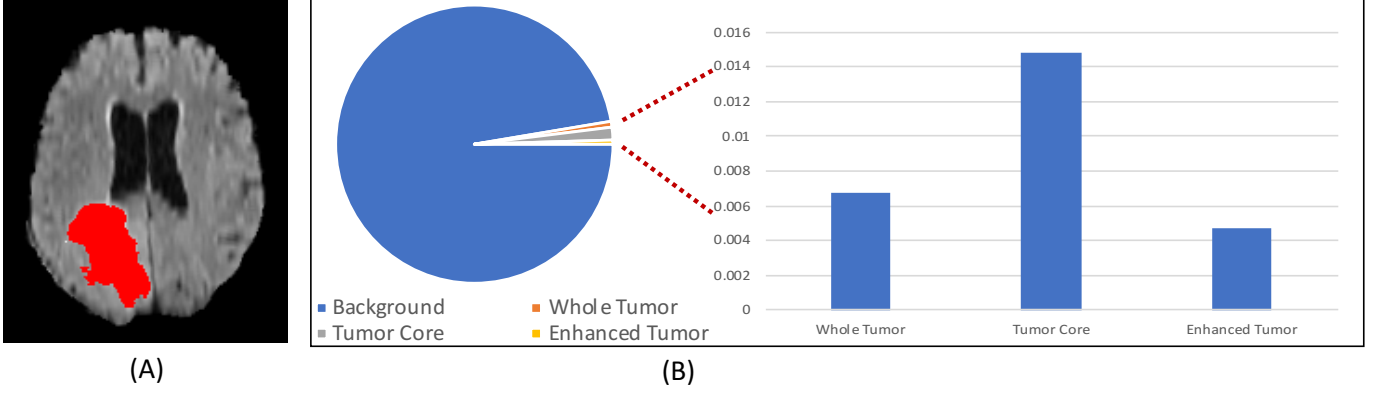 0.016
0.014
0.012
0.01
0.008
0.006
0.004
0.002
0
Whole Tumor Tumor Core Enhanced Tumor
Background Whole Tumor
Tumor Core Enhanced Tumor
(A) (B)